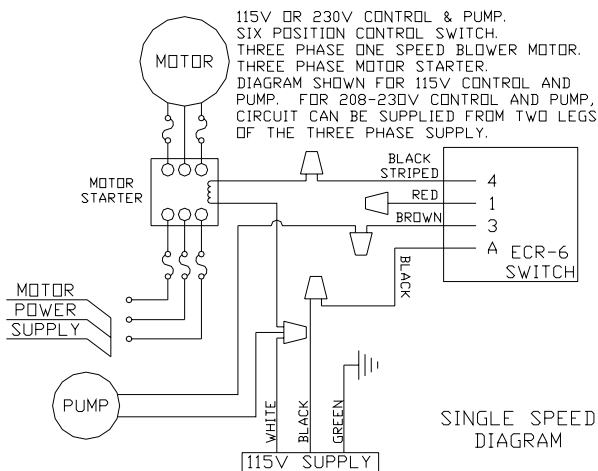 115V OR 230V CONTROL & PUMP.
SIX POSITION CONTROL SWITCH.
THREE PHASE ONE SPEED BLOWER MOTOR.
THREE PHASE MOTOR STARTER.
DIAGRAM SHOWN FOR 115V CONTROL AND
PUMP. FOR 208-230V CONTROL AND PUMP,
CIRCUIT CAN BE SUPPLIED FROM TWO LEGS
OF THE THREE PHASE SUPPLY.
MOTOR
MOTOR
STARTER
BLACK
STRIPED
RED
BROWN
BLACK
4
1
3
A
ECR-6
SWITCH
MOTOR
POWER
SUPPLY
PUMP
WHITE
BLACK
GREEN
115V SUPPLY
SINGLE SPEED
DIAGRAM